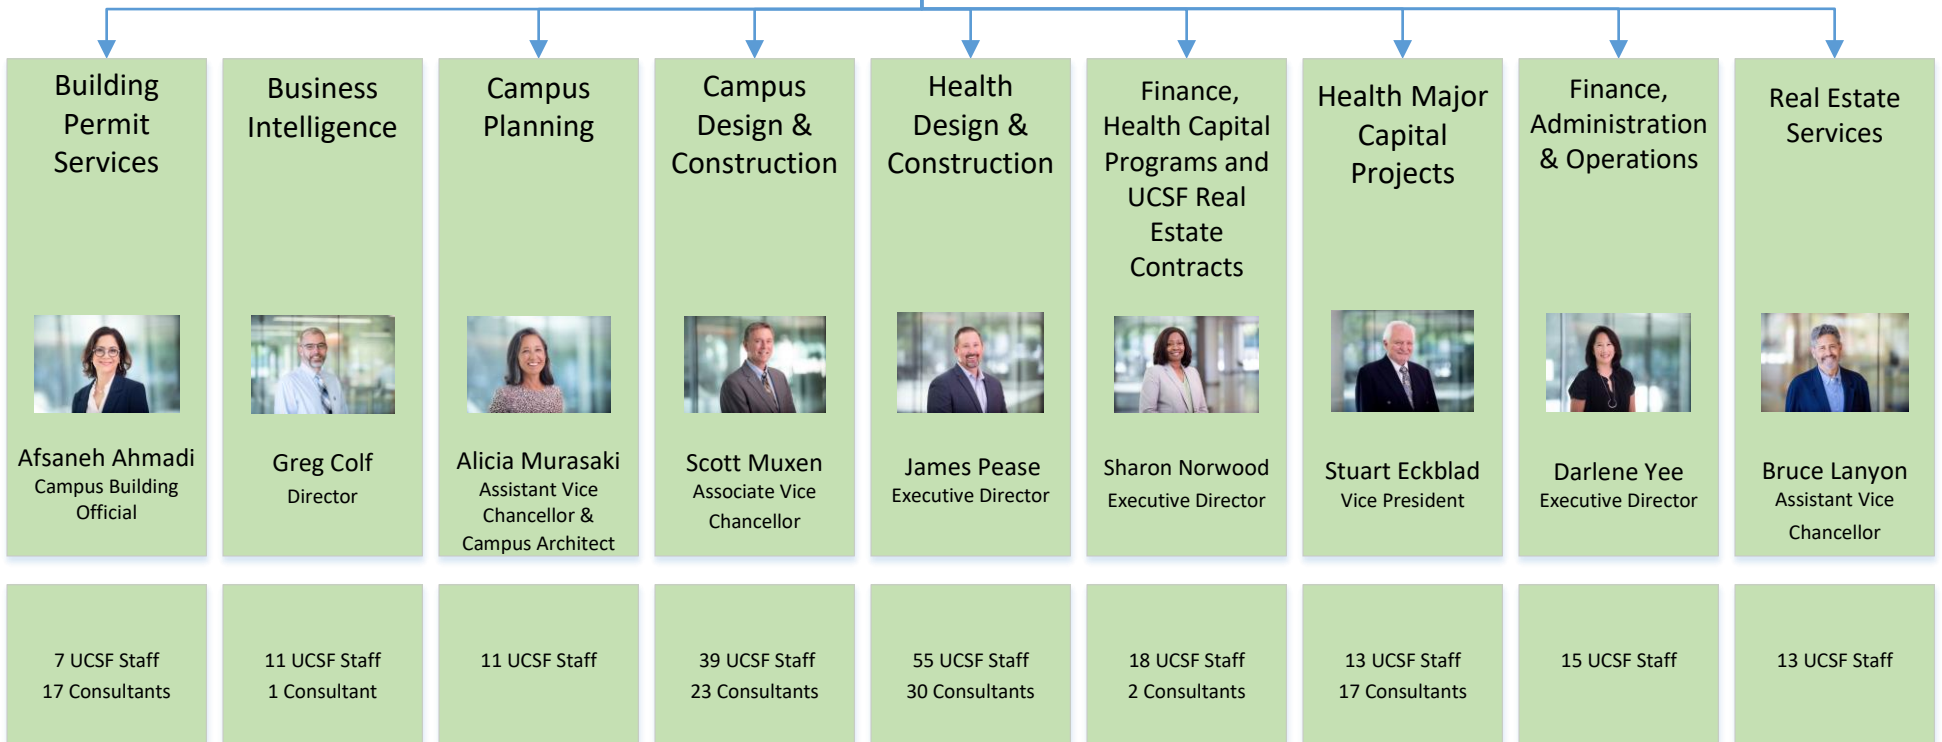 Building
Permit
Services
Afsaneh Ahmadi
Campus Building
Official
7 UCSF Staff
17 Consultants
Business
Intelligence
Greg Colf
Director
11 UCSF Staff
1 Consultant
Campus
Planning
Alicia Murasaki
Assistant Vice
Chancellor &
Campus Architect
11 UCSF Staff
Campus
Design &
Construction
Scott Muxen
Associate Vice
Chancellor
39 UCSF Staff
23 Consultants
Health
Design &
Construction
James Pease
Executive Director
55 UCSF Staff
30 Consultants
Finance,
Health Capital
Programs and
UCSF Real
Estate
Contracts
Sharon Norwood
Executive Director
18 UCSF Staff
2 Consultants
Health Major
Capital
Projects
Stuart Eckblad
Vice President
13 UCSF Staff
17 Consultants
Finance,
Administration
& Operations
Darlene Yee
Executive Director
15 UCSF Staff
Real Estate
Services
Bruce Lanyon
Assistant Vice
Chancellor
13 UCSF Staff